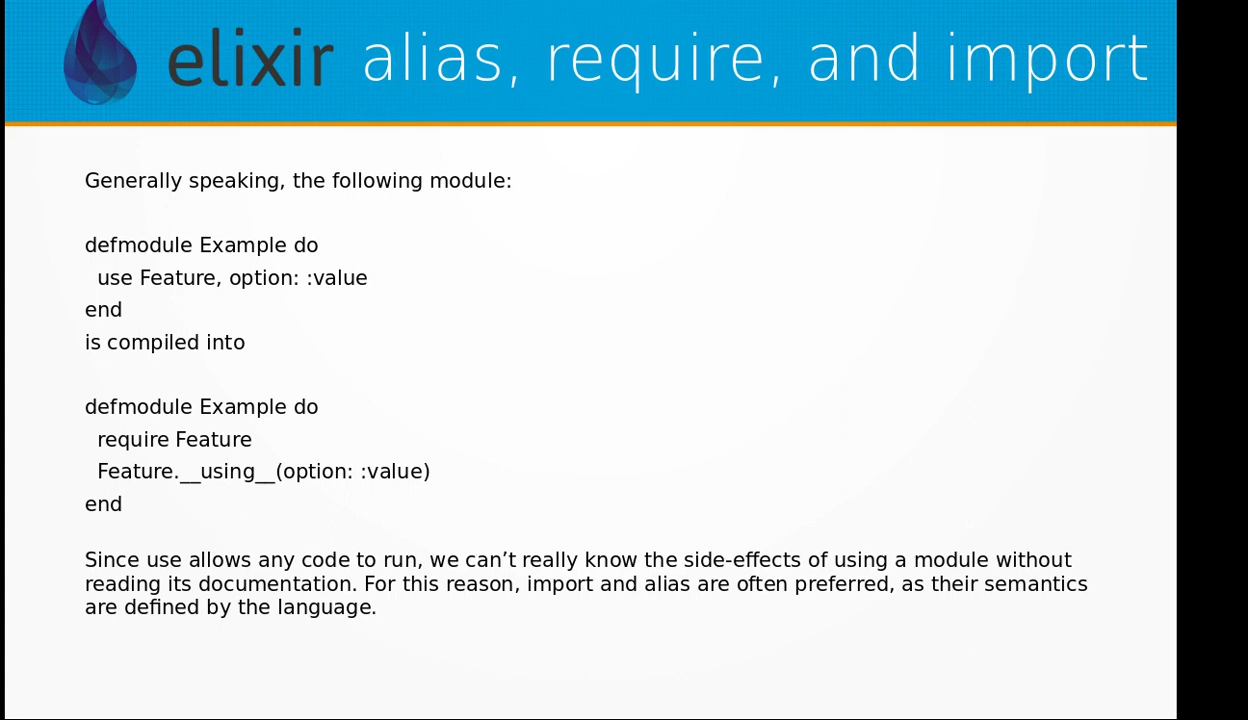 elixir alias, require, and import
Generally speaking, the following module:
defmodule Example do
  use Feature, option: :value
end
is compiled into
defmodule Example do
  require Feature
  Feature.__using__(option: :value)
end
Since use allows any code to run, we can’t really know the side-effects of using a module without
reading its documentation. For this reason, import and alias are often preferred, as their semantics
are defined by the language.